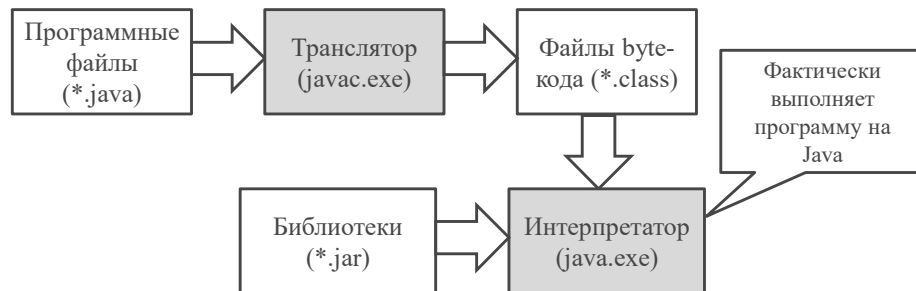 Программные
файлы
(*.java)
Транслятор
(javac.exe)
Файлы byte-
кода (*.class)
Фактически
выполняет
программу на
Java
Библиотеки
(*.jar)
Интерпретатор
(java.exe)